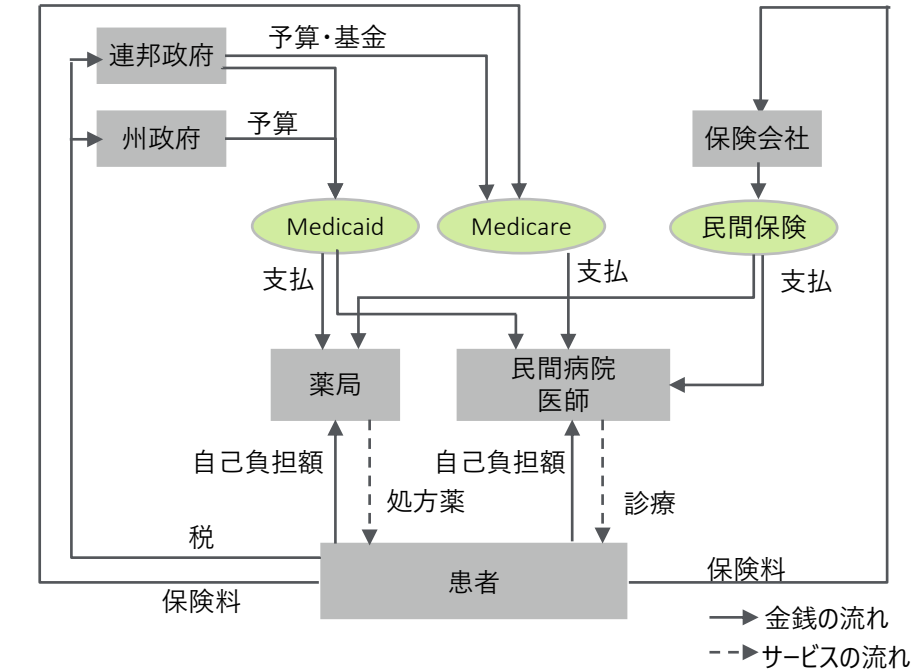 予算・基金
連邦政府
州政府
予算
保険会社
Medicaid
Medicare
民間保険
支払
支払
支払
薬局
民間病院
医師
自己負担額
自己負担額
処方薬
診療
税
患者
保険料
保険料
金銭の流れ
サービスの流れ